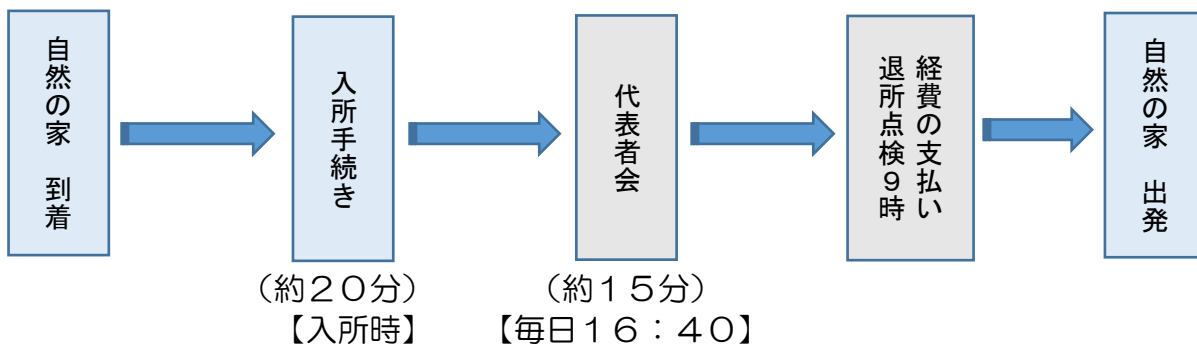 自然の家　到着
入所手続き
（約２０分）
【入所時】
代表者会
（約１５分）
【毎日１６：４０】
経費の支払い
退所点検９時
自然の家　出発